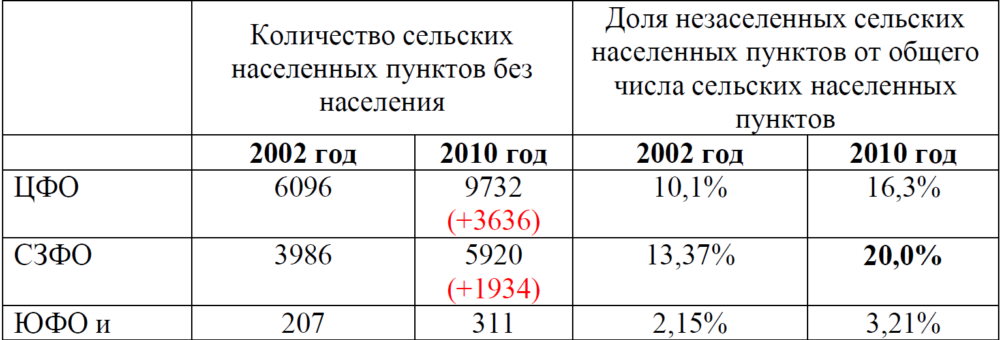 Количество сельских
населенных пунктов без
населения
Доля незаселенных сельских
населенных пунктов от общего
числа сельских населенных
пунктов
2002 год
2010 год
2002 год
2010 год
ЦФО
6096
9732
(+3636)
10,1%
16,3%
СЗФО
3986
5920
(+1934)
13,37%
20,0%
ЮФО и
207
311
2,15%
3,21%